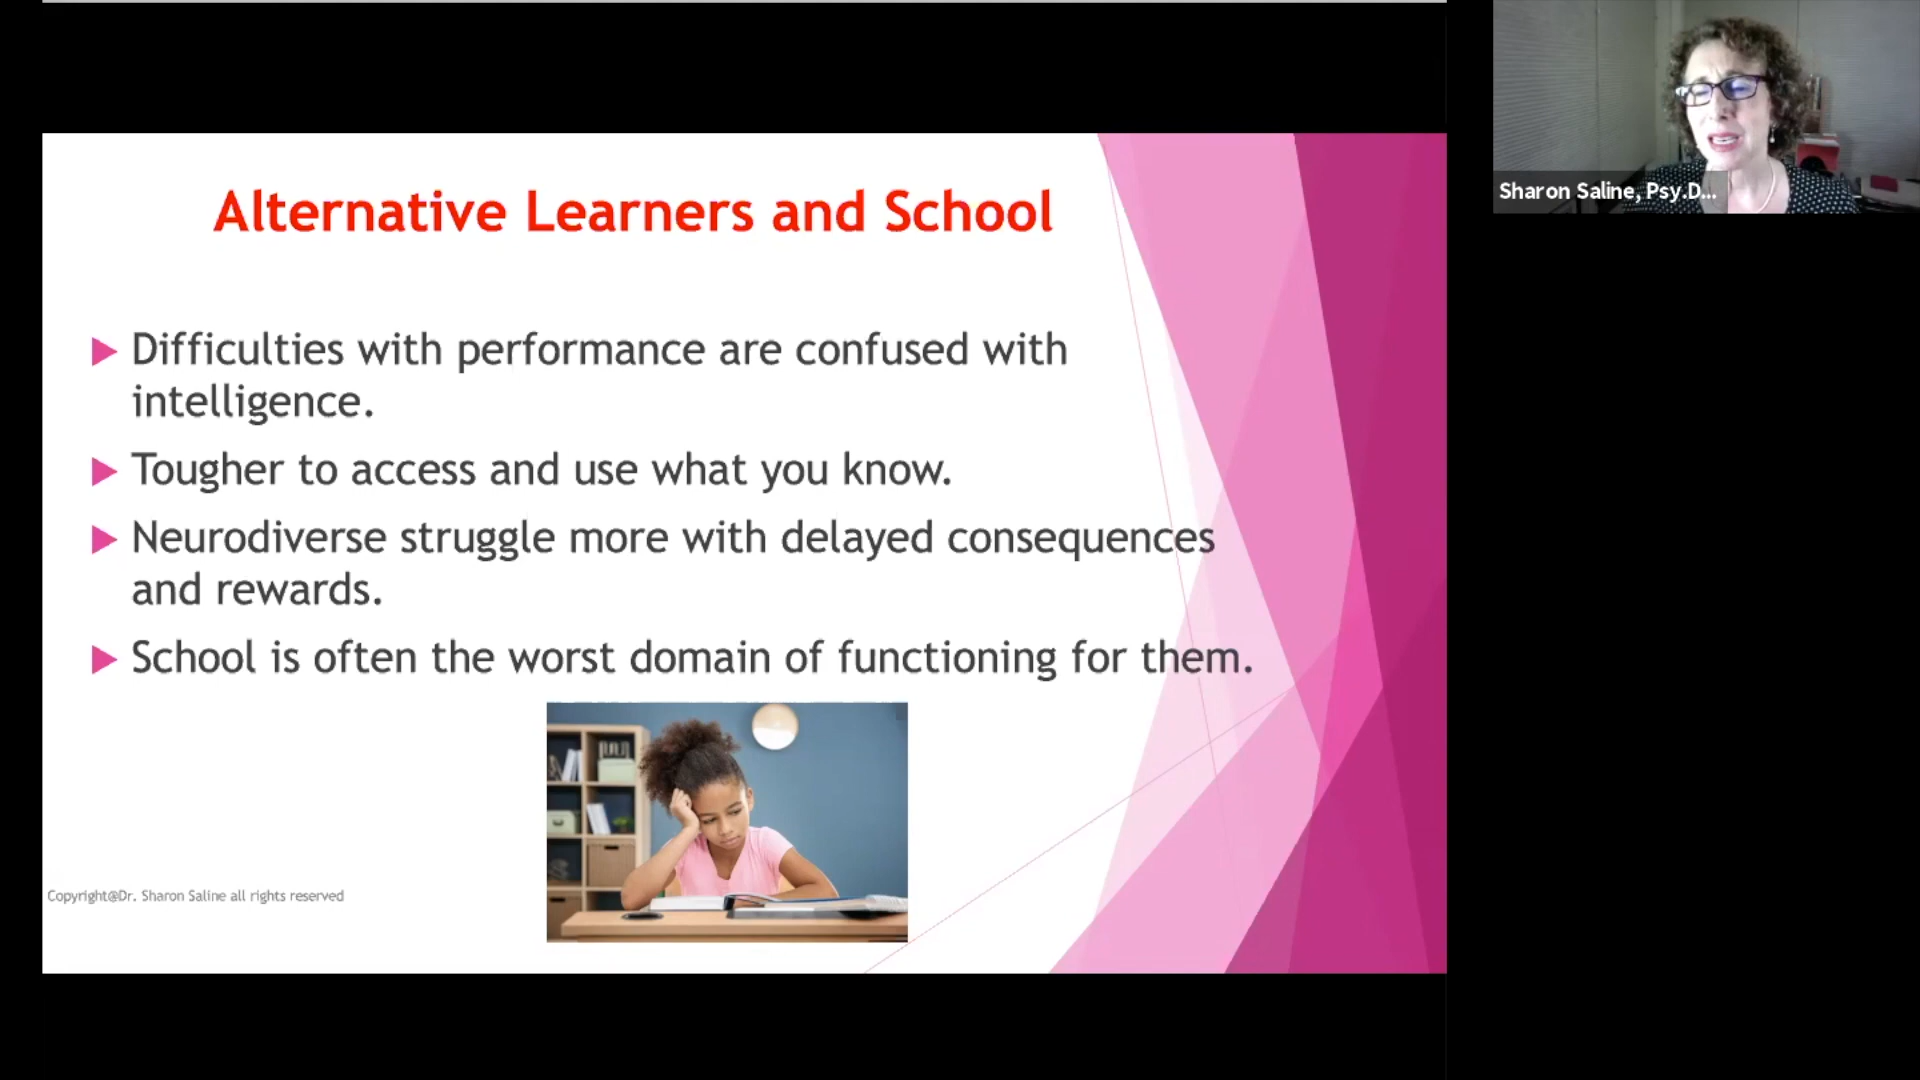 Alternative Learners and School
Difficulties with performance are confused with
intelligence.
Tougher to access and use what you know.
Neurodiverse struggle more with delayed consequences
and rewards.
School is often the worst domain of functioning for them.
Copyright@Dr. Sharon Saline all rights reserved
Sharon Saline, Psy.D...